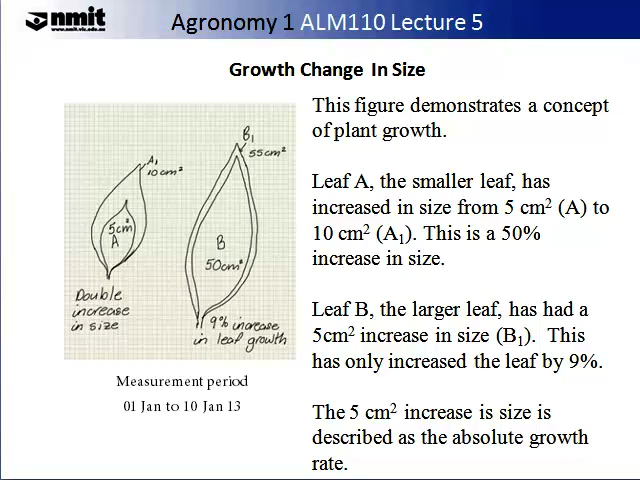 nmit
www.nmit.vic.edu.au
Agronomy 1 ALM110 Lecture 5
Growth Change In Size
A1
10 cm²
5cm²
A
Double
increase
in size
B1
55cm²
B
50cm²
9% increase
in leaf growth
Measurement period
01 Jan to 10 Jan 13
This figure demonstrates a concept
of plant growth.
Leaf A, the smaller leaf, has
increased in size from 5 cm² (A) to
10 cm² (A₁). This is a 50%
increase in size.
Leaf B, the larger leaf, has had a
5cm² increase in size (B₁). This
has only increased the leaf by 9%.
The 5 cm² increase is size is
described as the absolute growth
rate.